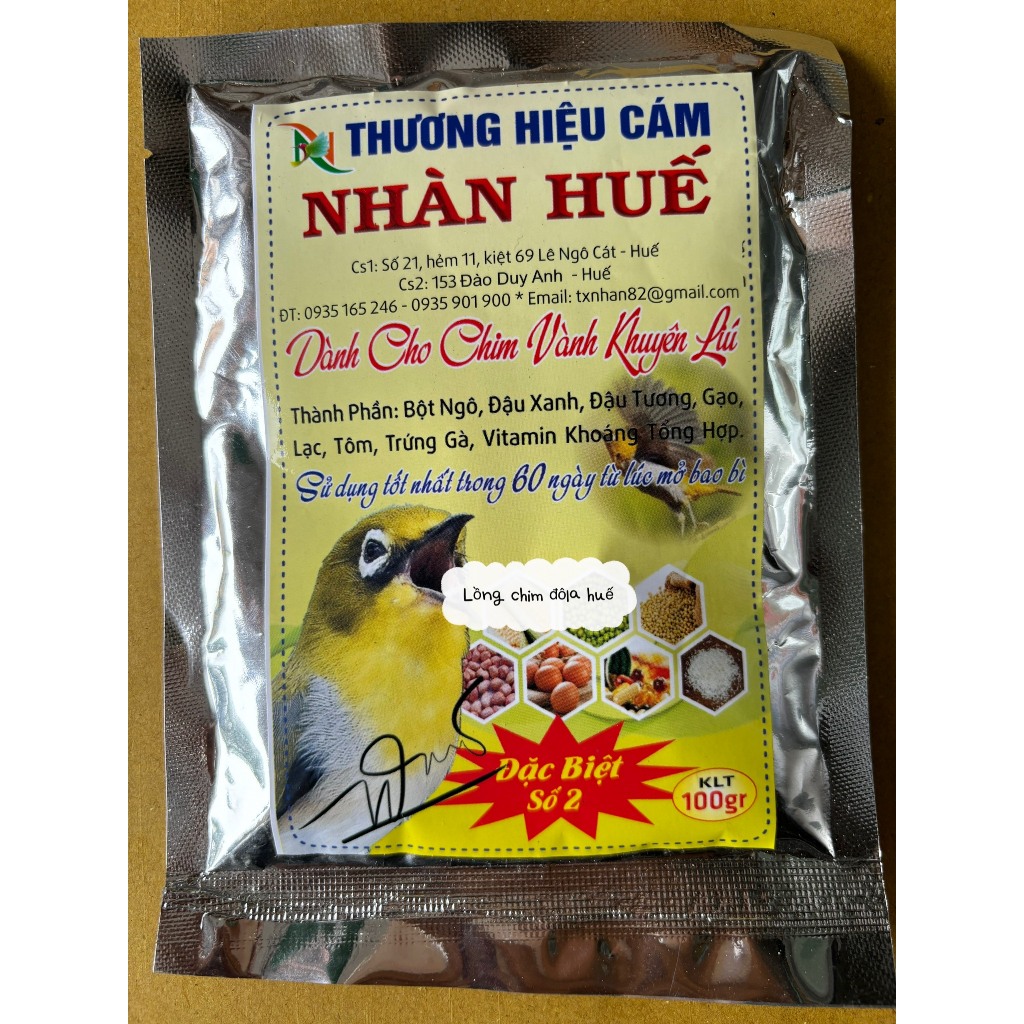 THƯƠNG HIỆU CÁM
NHÀN HUẾ
Cs1: Số 21, hẻm 11, kiệt 69 Lê Ngô Cát - Huế
Cs2: 153 Đào Duy Anh - Huế
ĐT: 0935 165 246 - 0935 901 900 * Email: txnhan82@gmail.com
Dành Cho Chim Vành Khuyên Líu
Thành Phần: Bột Ngô, Đậu Xanh, Đậu Tương, Gạo,
Lạc, Tôm, Trứng Gà, Vitamin Khoáng Tổng Hợp.
Sử dụng tốt nhất trong 60 ngày từ lúc mở bao bì
Lồng chim đôla huế
Đặc Biệt
Số 2
KLT
100gr